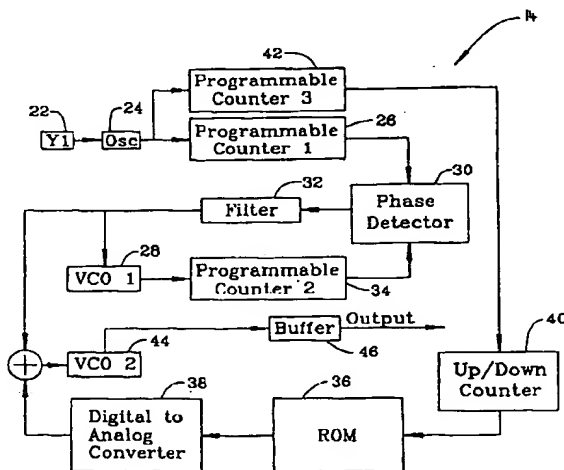 14
42
Programmable
Counter 3
22
24
26
Y1
Osc
Programmable
Counter 1
30
32
Phase
Detector
Filter
28
VCO 1
Programmable
Counter 2
34
Output
44
VCO 2
Buffer
46
40
Up/Down
Counter
38
36
Digital to
Analog
Converter
ROM